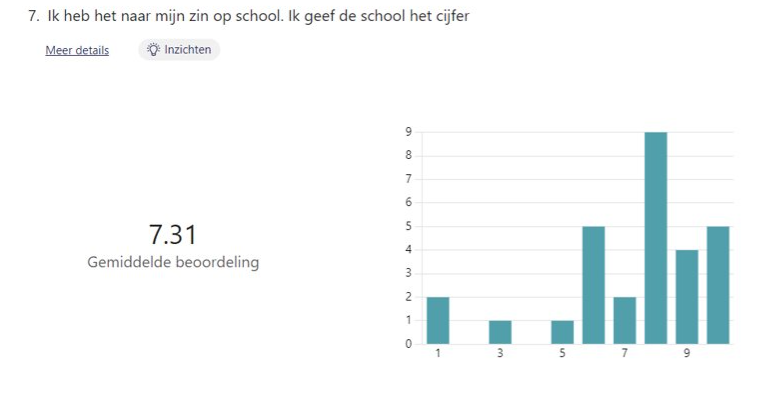 7. Ik heb het naar mijn zin op school. Ik geef de school het cijfer
Meer details
Inzichten
7.31
Gemiddelde beoordeling
9
8
7
6
5
4
3
2
1
0
1 3 5 7 9